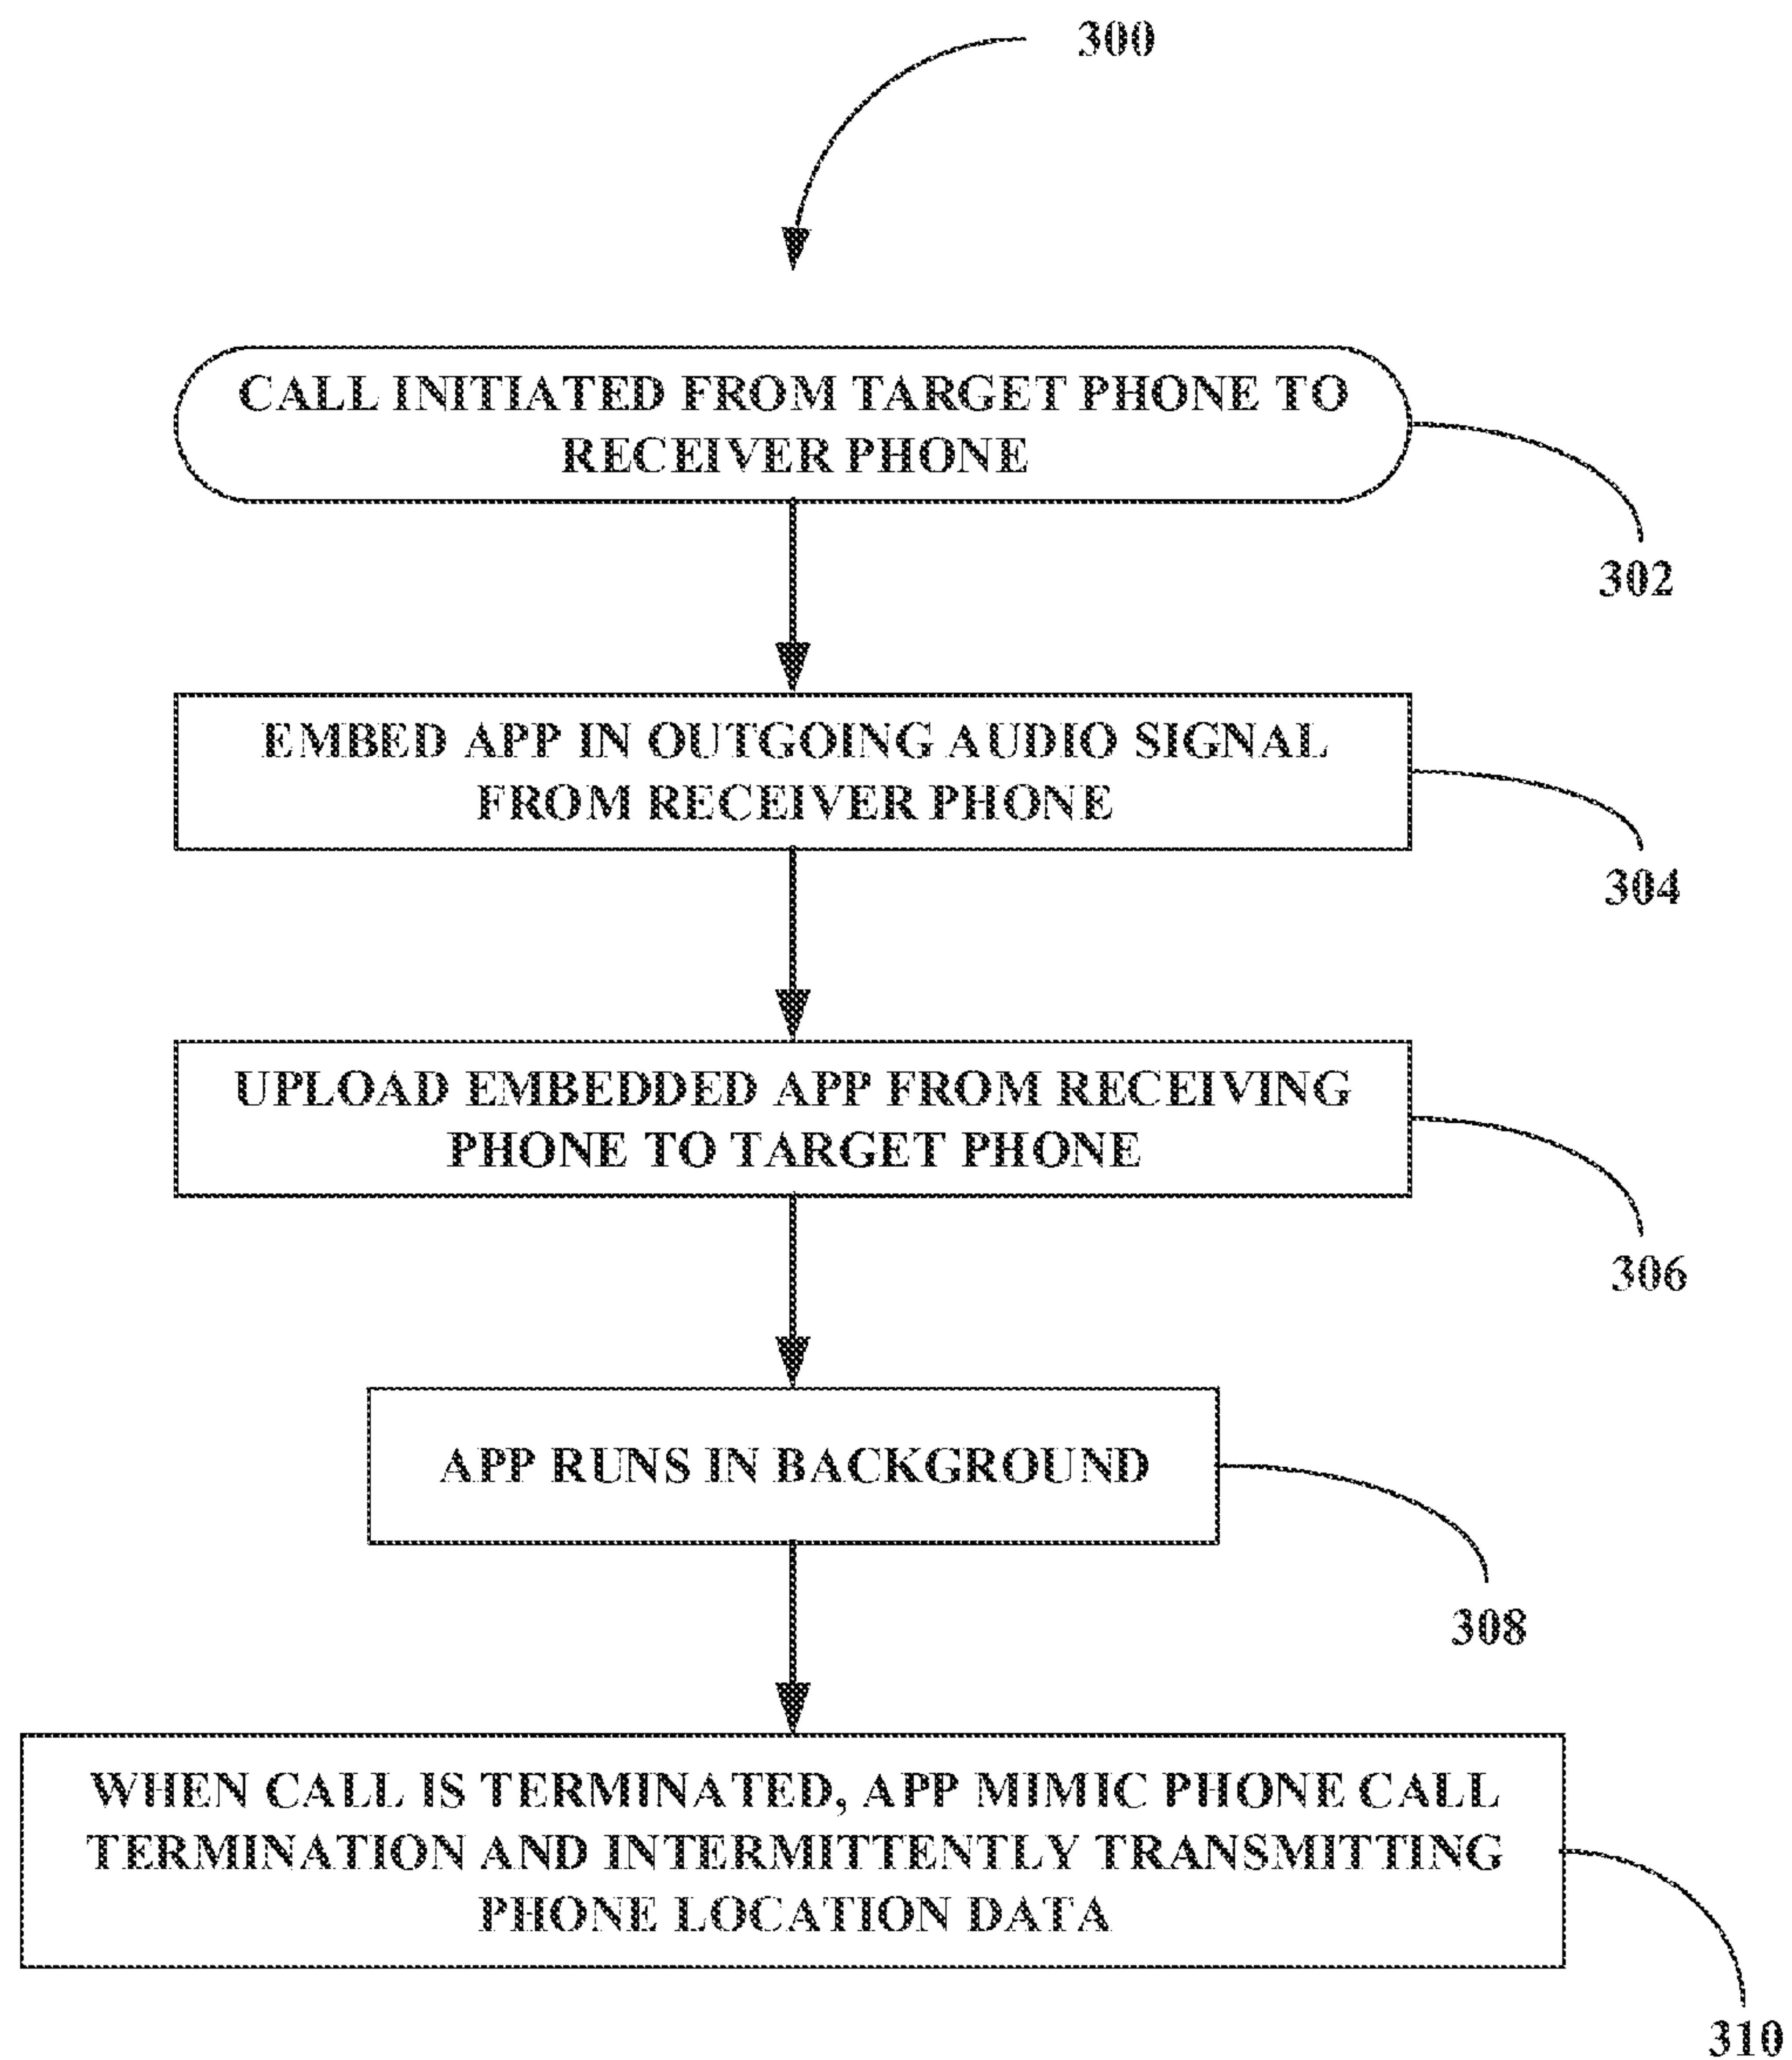 300
CALL INITIATED FROM TARGET PHONE TO
RECEIVER PHONE
302
EMBED APP IN OUTGOING AUDIO SIGNAL
FROM RECEIVER PHONE
304
UPLOAD EMBEDDED APP FROM RECEIVING
PHONE TO TARGET PHONE
306
APP RUNS IN BACKGROUND
308
WHEN CALL IS TERMINATED, APP MIMIC PHONE CALL
TERMINATION AND INTERMITTENTLY TRANSMITTING
PHONE LOCATION DATA
310